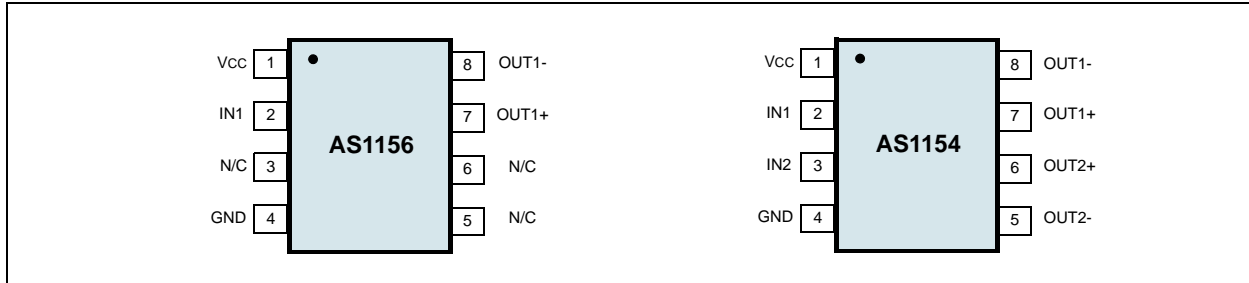 Vcc 1 8 OUT1-
IN1 2 7 OUT1+
AS1156
N/C 3 6 N/C
GND 4 5 N/C
Vcc 1 8 OUT1-
IN1 2 7 OUT1+
AS1154
IN2 3 6 OUT2+
GND 4 5 OUT2-